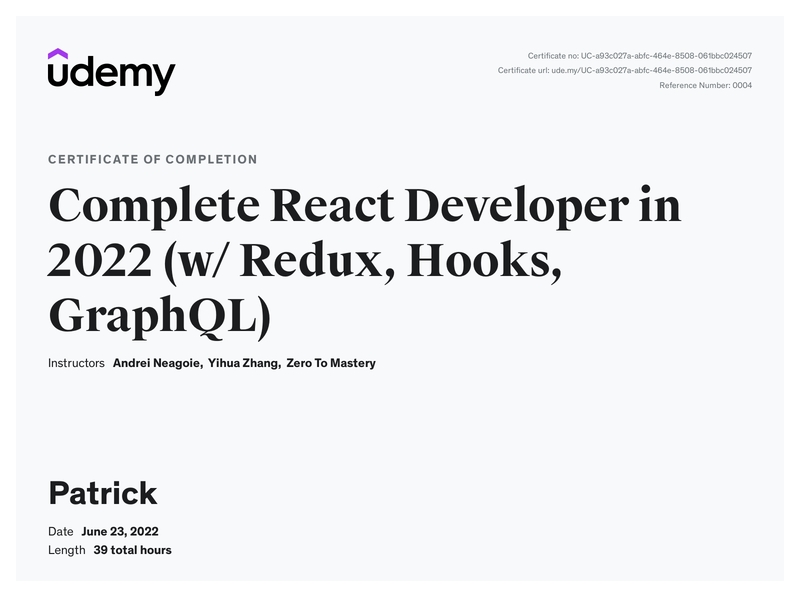 udemy
Certificate no: UC-a93c027a-abfc-464e-8508-061bbc024507
Certificate url: ude.my/UC-a93c027a-abfc-464e-8508-061bbc024507
Reference Number: 0004
CERTIFICATE OF COMPLETION
Complete React Developer in
2022 (w/ Redux, Hooks,
GraphQL)
Instructors Andrei Neagoie, Yihua Zhang, Zero To Mastery
Patrick
Date June 23, 2022
Length 39 total hours